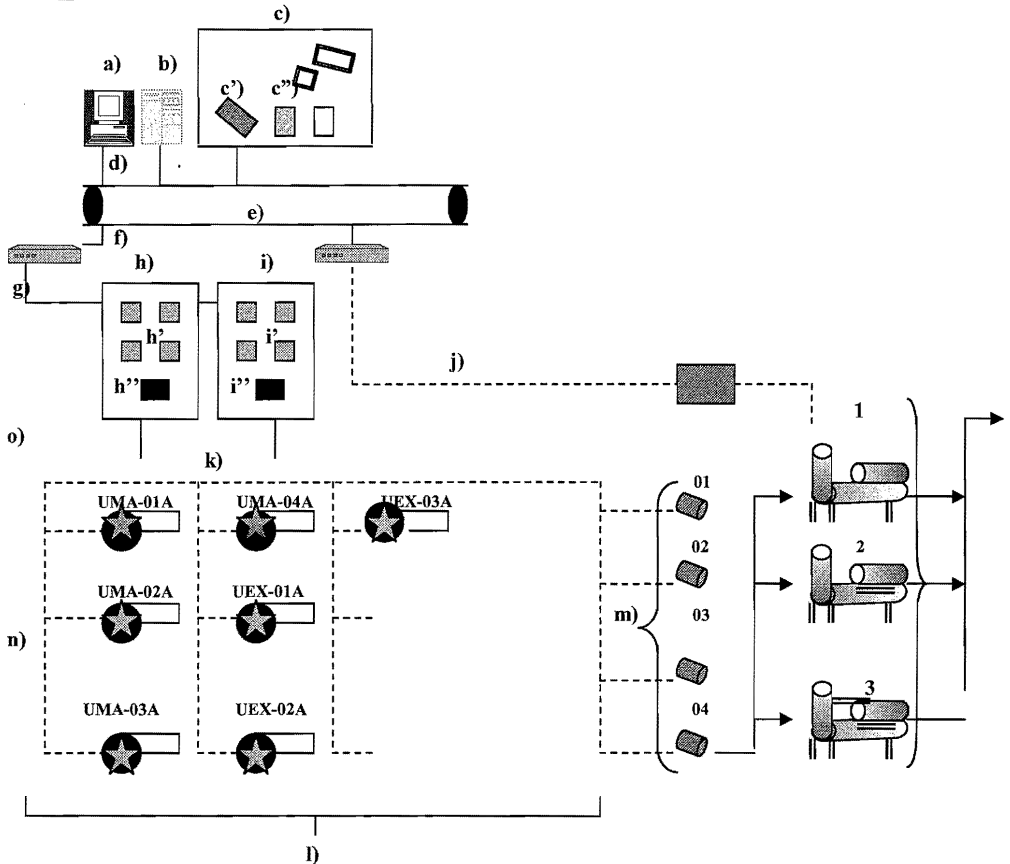 c)
a) b)
c') c'')
d)
e)
f)
h) i)
g)
h' i'
j)
h'' i''
1
o)
k)
01
UMA-01A UMA-04A UEX-03A
02 2
UMA-02A UEX-01A
m) 03
n)
3
UMA-03A UEX-02A 04
l)